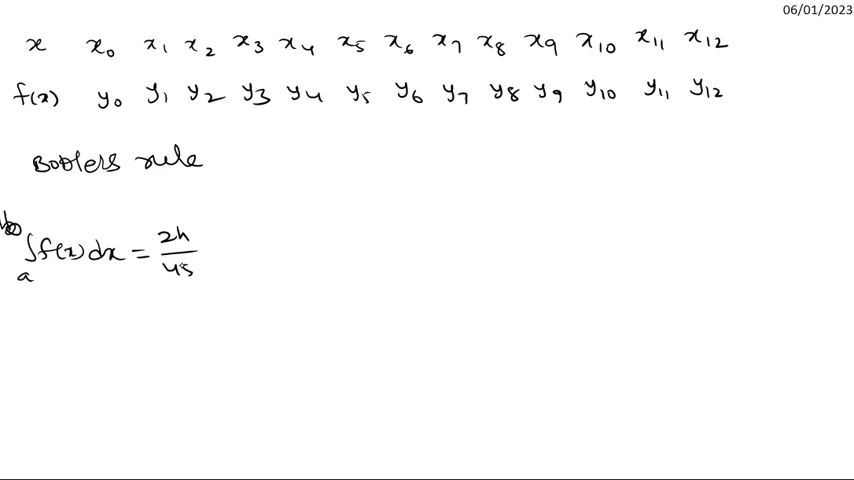 06/01/2023
x x₀ x₁ x₂ x₃ x₄ x₅ x₆ x₇ x₈ x₉ x₁₀ x₁₁ x₁₂
f(x) y₀ y₁ y₂ y₃ y₄ y₅ y₆ y₇ y₈ y₉ y₁₀ y₁₁ y₁₂
Boolers rule
∫ₐ f(x) dx = 2h/45